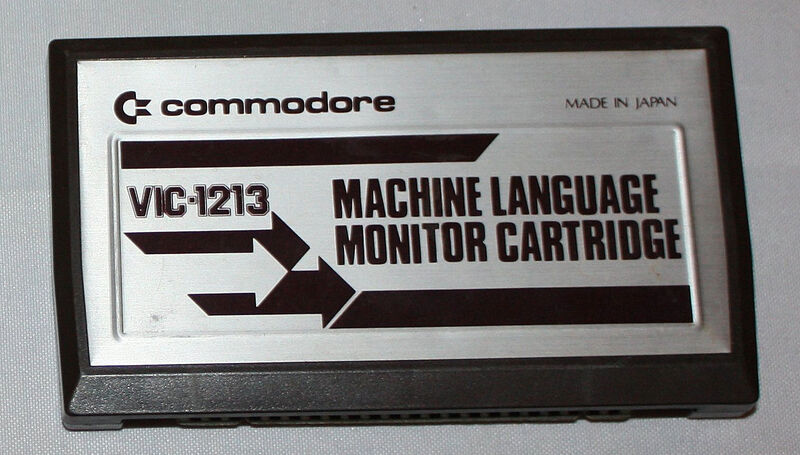 commodore
MADE IN JAPAN
VIC-1213
MACHINE LANGUAGE
MONITOR CARTRIDGE